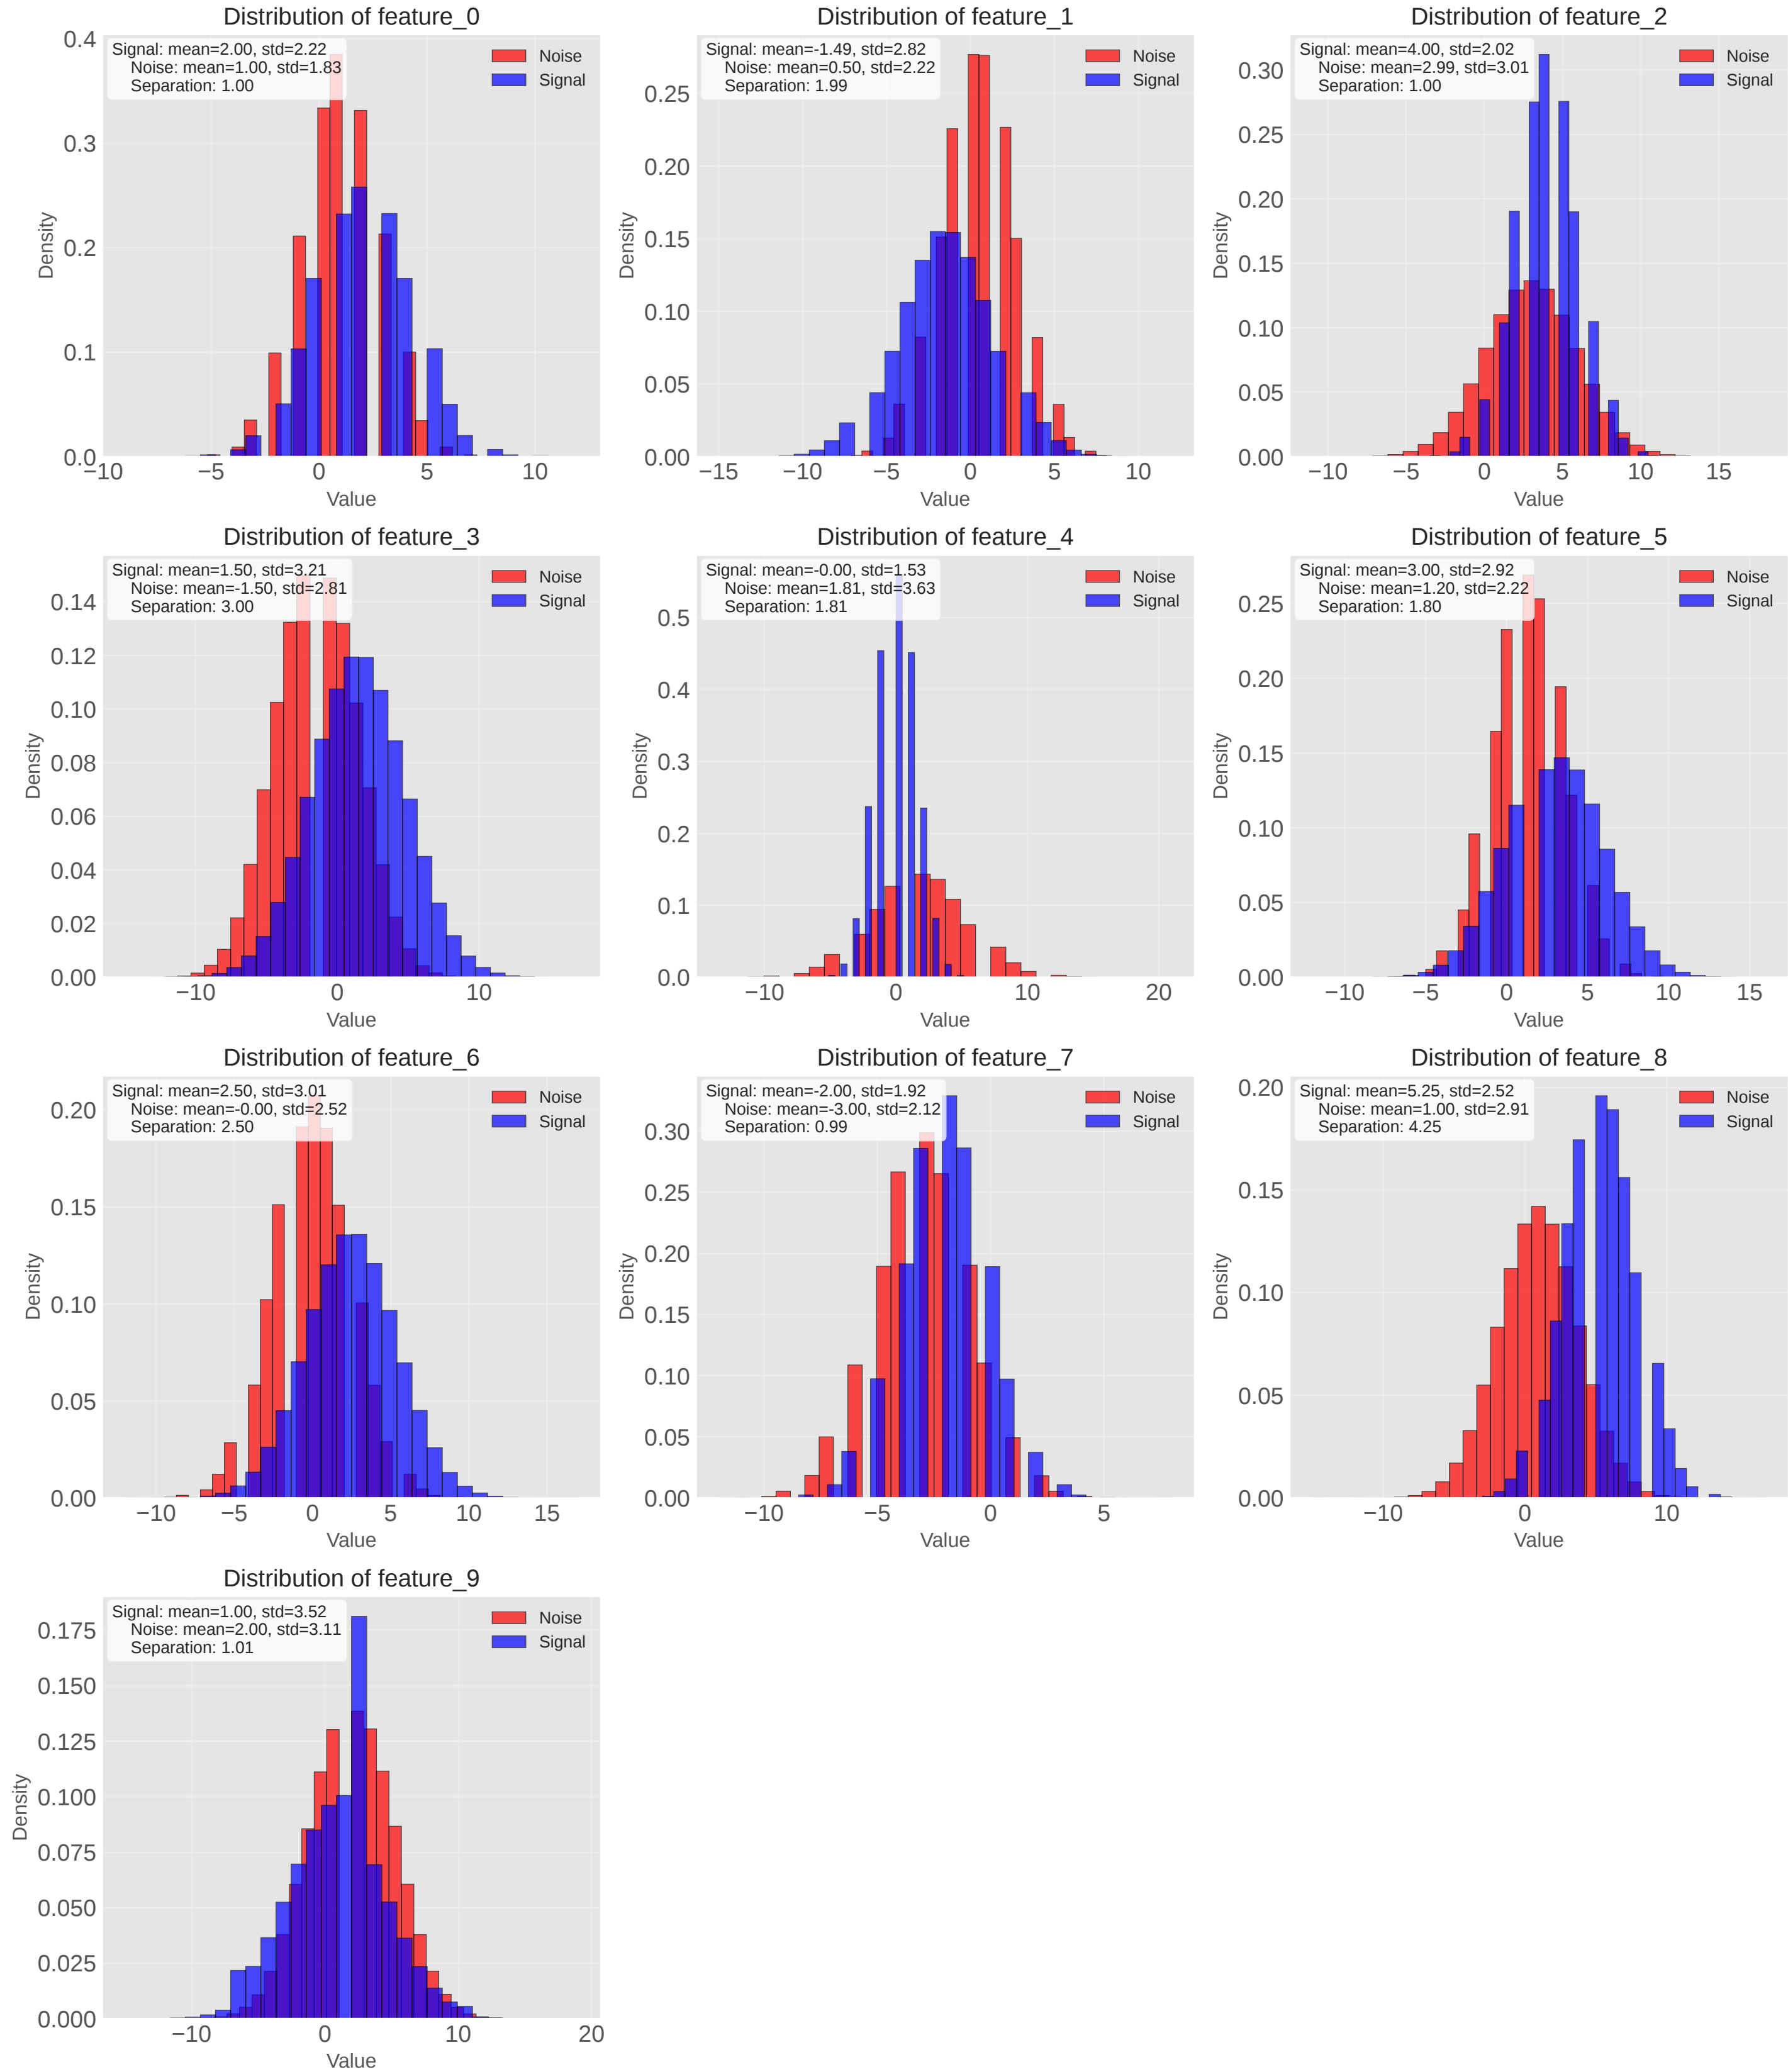 Distribution of feature_0
Signal: mean=2.00, std=2.22
Noise: mean=1.00, std=1.83
Separation: 1.00
Noise
Signal
Density
0.4
0.3
0.2
0.1
0.0
−10 −5 0 5 10
Value
Distribution of feature_1
Signal: mean=-1.49, std=2.82
Noise: mean=0.50, std=2.22
Separation: 1.99
Noise
Signal
Density
0.25
0.20
0.15
0.10
0.05
0.00
−15 −10 −5 0 5 10
Value
Distribution of feature_2
Signal: mean=4.00, std=2.02
Noise: mean=2.99, std=3.01
Separation: 1.00
Noise
Signal
Density
0.30
0.25
0.20
0.15
0.10
0.05
0.00
−10 −5 0 5 10 15
Value
Distribution of feature_3
Signal: mean=1.50, std=3.21
Noise: mean=-1.50, std=2.81
Separation: 3.00
Noise
Signal
Density
0.14
0.12
0.10
0.08
0.06
0.04
0.02
0.00
−10 0 10
Value
Distribution of feature_4
Signal: mean=-0.00, std=1.53
Noise: mean=1.81, std=3.63
Separation: 1.81
Noise
Signal
Density
0.5
0.4
0.3
0.2
0.1
0.0
−10 0 10 20
Value
Distribution of feature_5
Signal: mean=3.00, std=2.92
Noise: mean=1.20, std=2.22
Separation: 1.80
Noise
Signal
Density
0.25
0.20
0.15
0.10
0.05
0.00
−10 −5 0 5 10 15
Value
Distribution of feature_6
Signal: mean=2.50, std=3.01
Noise: mean=-0.00, std=2.52
Separation: 2.50
Noise
Signal
Density
0.20
0.15
0.10
0.05
0.00
−10 −5 0 5 10 15
Value
Distribution of feature_7
Signal: mean=-2.00, std=1.92
Noise: mean=-3.00, std=2.12
Separation: 0.99
Noise
Signal
Density
0.30
0.25
0.20
0.15
0.10
0.05
0.00
−10 −5 0 5
Value
Distribution of feature_8
Signal: mean=5.25, std=2.52
Noise: mean=1.00, std=2.91
Separation: 4.25
Noise
Signal
Density
0.20
0.15
0.10
0.05
0.00
−10 0 10
Value
Distribution of feature_9
Signal: mean=1.00, std=3.52
Noise: mean=2.00, std=3.11
Separation: 1.01
Noise
Signal
Density
0.175
0.150
0.125
0.100
0.075
0.050
0.025
0.000
−10 0 10 20
Value